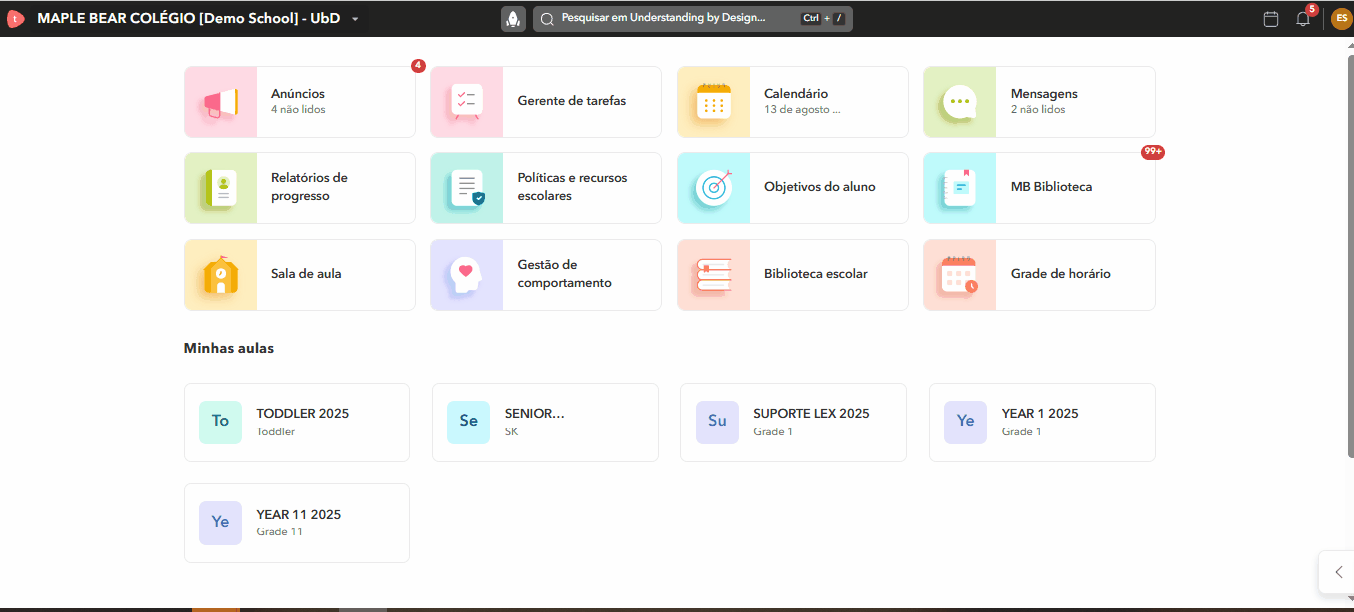 MAPLE BEAR COLÉGIO [Demo School] - UbD
Pesquisar em Understanding by Design...
Ctrl + /
5
ES
4
Anúncios
4 não lidos
Gerente de tarefas
Calendário
13 de agosto ...
Mensagens
2 não lidos
99+
Relatórios de
progresso
Políticas e recursos
escolares
Objetivos do aluno
MB Biblioteca
Sala de aula
Gestão de
comportamento
Biblioteca escolar
Grade de horário
Minhas aulas
To
TODDLER 2025
Toddler
Se
SENIOR...
SK
Su
SUPORTE LEX 2025
Grade 1
Ye
YEAR 1 2025
Grade 1
Ye
YEAR 11 2025
Grade 11